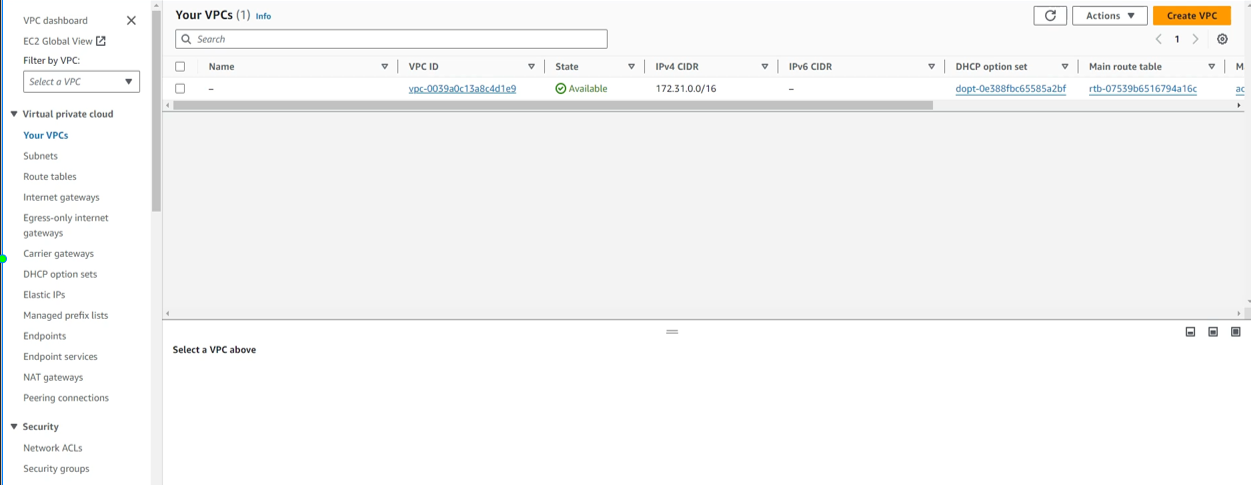 VPC dashboard
EC2 Global View
Filter by VPC:
Select a VPC
Virtual private cloud
Your VPCs
Subnets
Route tables
Internet gateways
Egress-only internet
gateways
Carrier gateways
DHCP option sets
Elastic IPs
Managed prefix lists
Endpoints
Endpoint services
NAT gateways
Peering connections
Security
Network ACLs
Security groups
Your VPCs (1) Info
Actions
Create VPC
Search
1
Name VPC ID State IPv4 CIDR IPv6 CIDR DHCP option set Main route table M
– vpc-0039a0c13a8c4d1e9 Available 172.31.0.0/16 – dopt-0e388fbc65585a2bf rtb-07539b6516794a16c ac
Select a VPC above